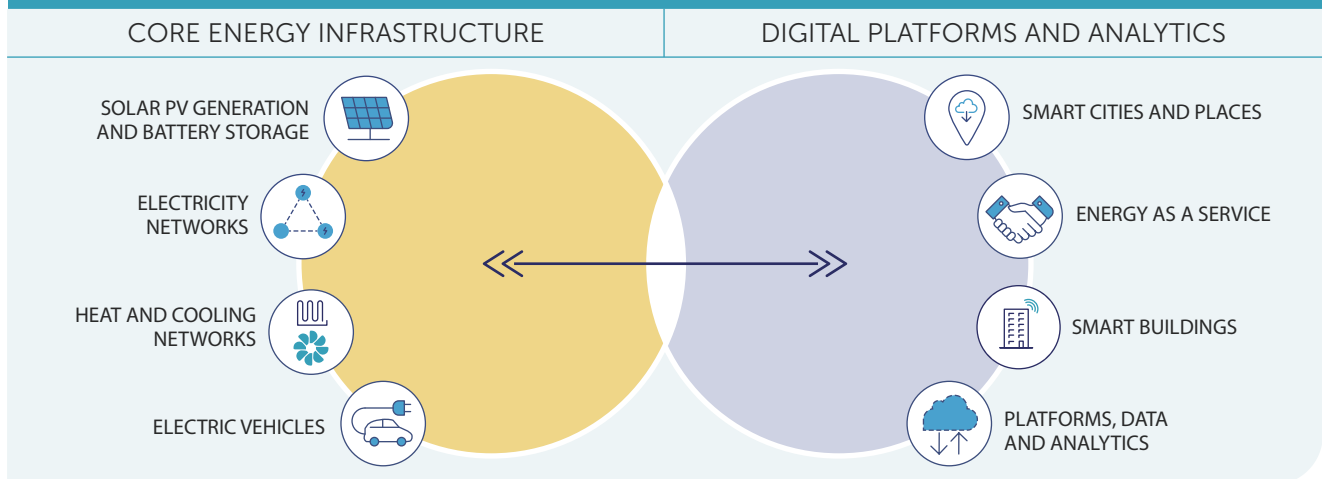 CORE ENERGY INFRASTRUCTURE
DIGITAL PLATFORMS AND ANALYTICS
SOLAR PV GENERATION
AND BATTERY STORAGE
ELECTRICITY
NETWORKS
HEAT AND COOLING
NETWORKS
ELECTRIC VEHICLES
SMART CITIES AND PLACES
ENERGY AS A SERVICE
SMART BUILDINGS
PLATFORMS, DATA
AND ANALYTICS